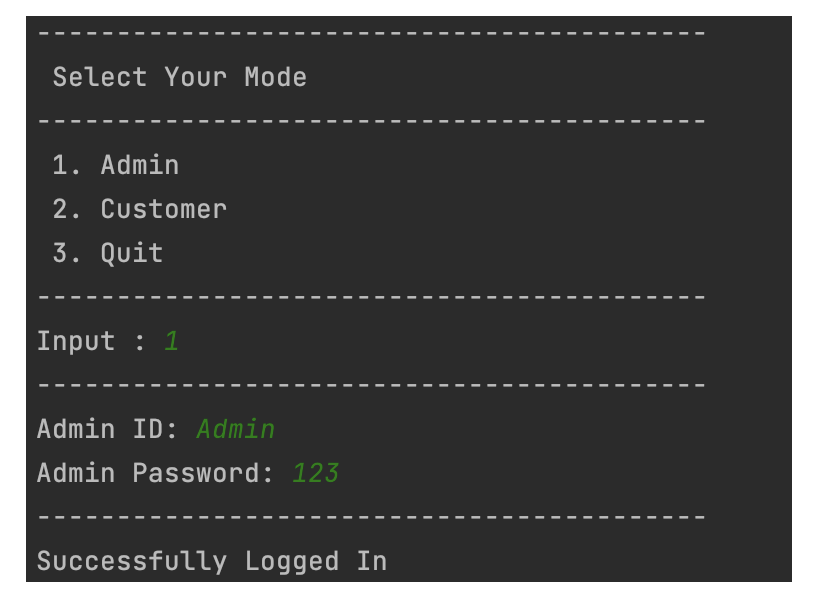 ------------------------------------------
 Select Your Mode
------------------------------------------
 1. Admin
 2. Customer
 3. Quit
------------------------------------------
Input : 1
------------------------------------------
Admin ID: Admin
Admin Password: 123
------------------------------------------
Successfully Logged In